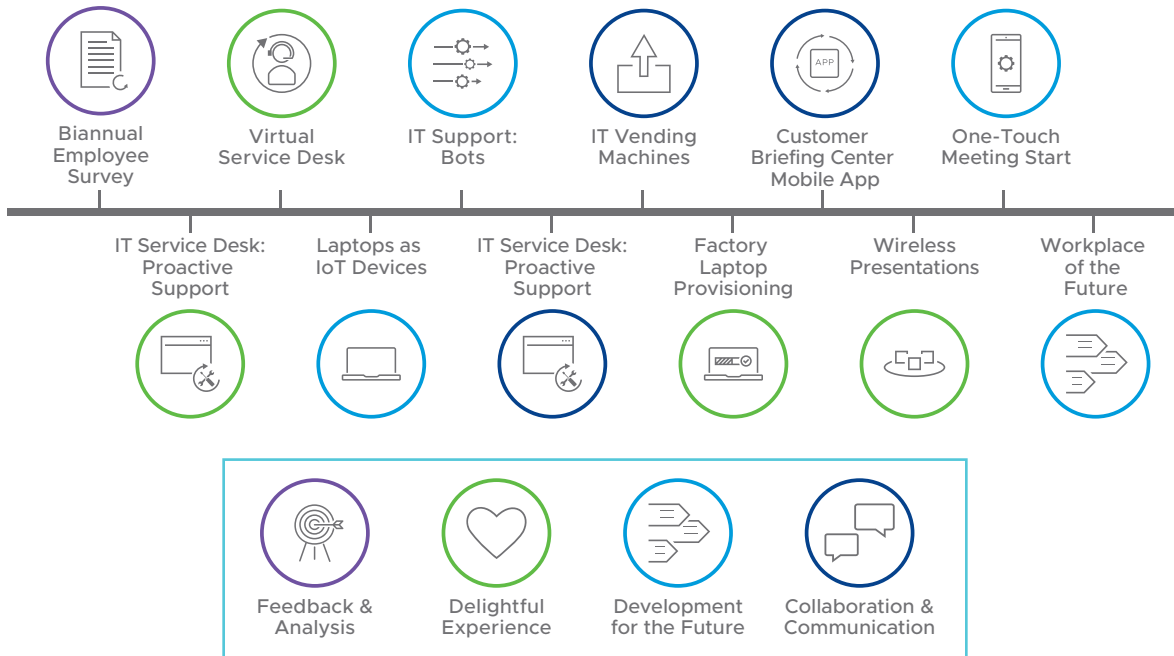 Biannual
Employee
Survey
Virtual
Service Desk
IT Support:
Bots
IT Vending
Machines
APP
Customer
Briefing Center
Mobile App
One-Touch
Meeting Start
IT Service Desk:
Proactive
Support
Laptops as
IoT Devices
IT Service Desk:
Proactive
Support
Factory
Laptop
Provisioning
Wireless
Presentations
Workplace
of the
Future
Feedback &
Analysis
Delightful
Experience
Development
for the Future
Collaboration &
Communication